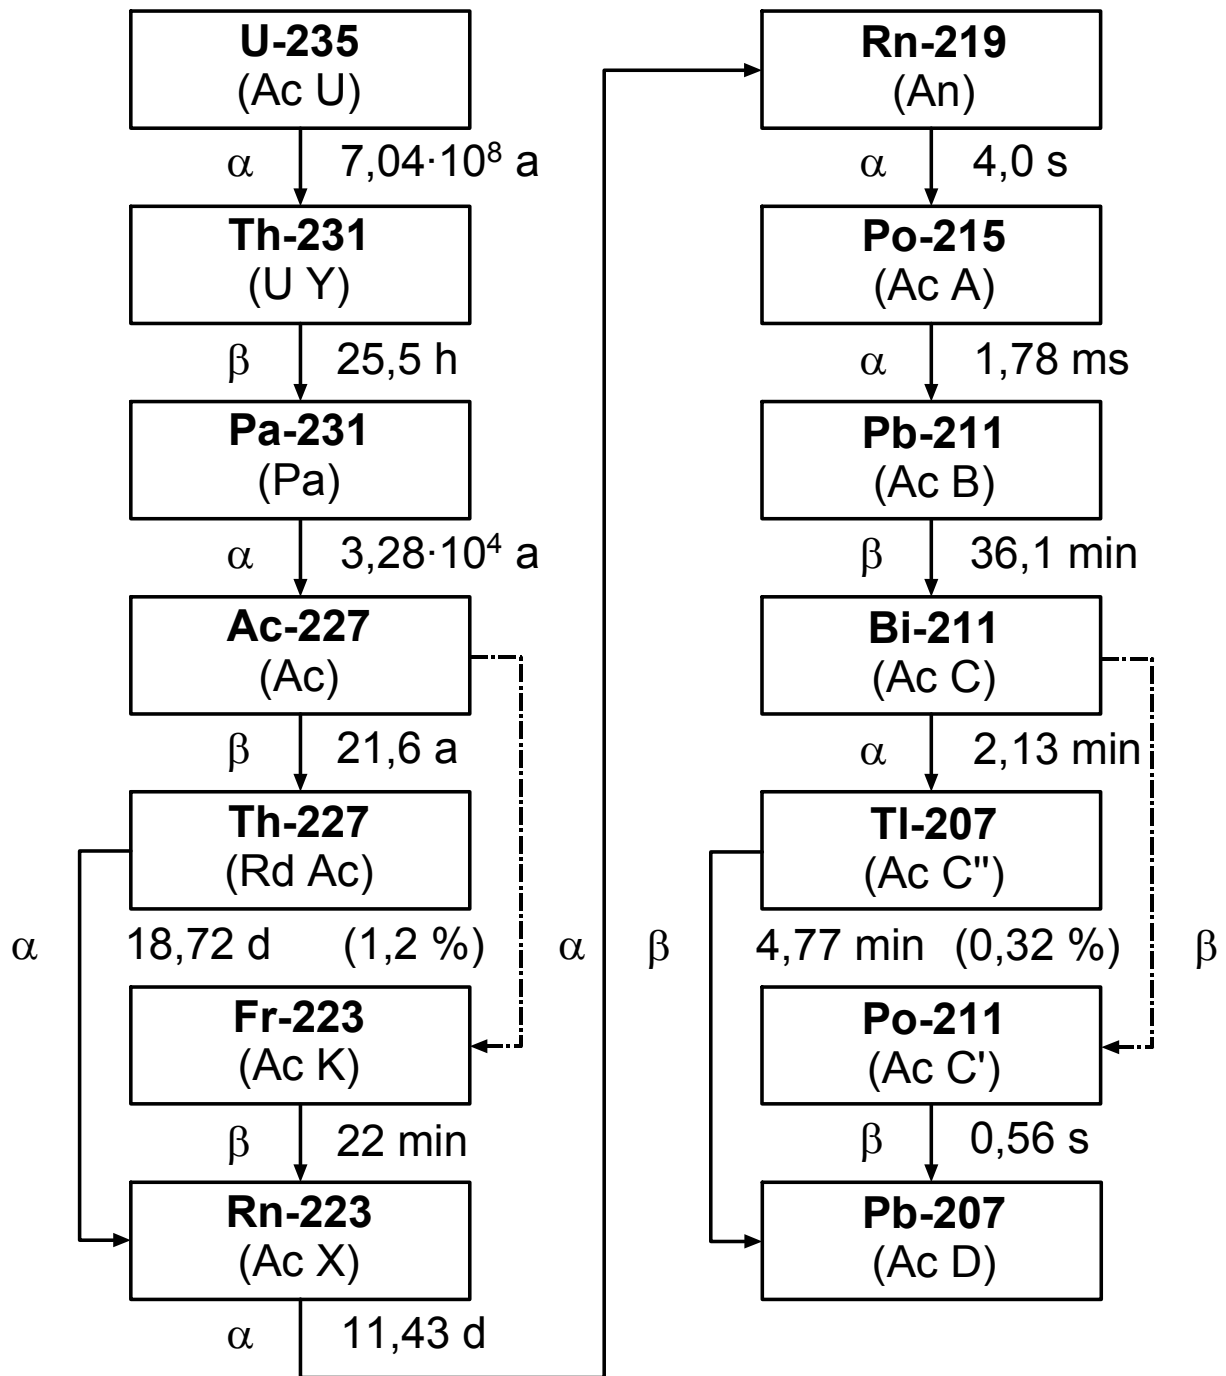 U-235
(Ac U)
α 7,04·10⁸ a
Th-231
(U Y)
β 25,5 h
Pa-231
(Pa)
α 3,28·10⁴ a
Ac-227
(Ac)
β 21,6 a
Th-227
(Rd Ac)
α 18,72 d (1,2 %) α
Fr-223
(Ac K)
β 22 min
Rn-223
(Ac X)
α 11,43 d
Rn-219
(An)
α 4,0 s
Po-215
(Ac A)
α 1,78 ms
Pb-211
(Ac B)
β 36,1 min
Bi-211
(Ac C)
α 2,13 min
Tl-207
(Ac C")
β 4,77 min (0,32 %) β
Po-211
(Ac C')
β 0,56 s
Pb-207
(Ac D)